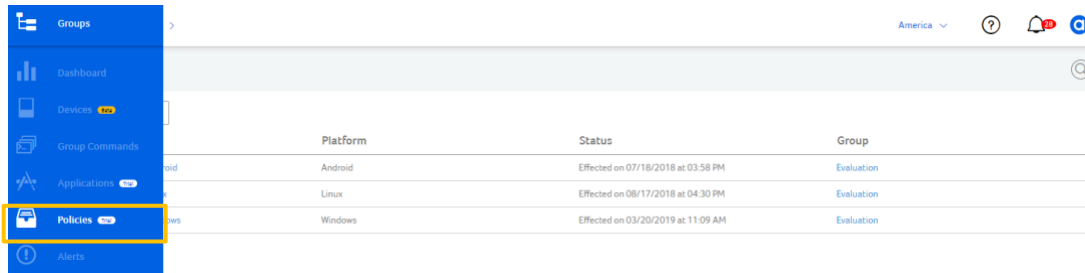 Groups
>
America
?
28
Dashboard
Devices Beta
Group Commands
Platform
Status
Group
oid
Android
Effected on 07/18/2018 at 03:58 PM
Evaluation
Applications Trial
x
Linux
Effected on 08/17/2018 at 04:30 PM
Evaluation
Policies Trial
ows
Windows
Effected on 03/20/2019 at 11:09 AM
Evaluation
Alerts